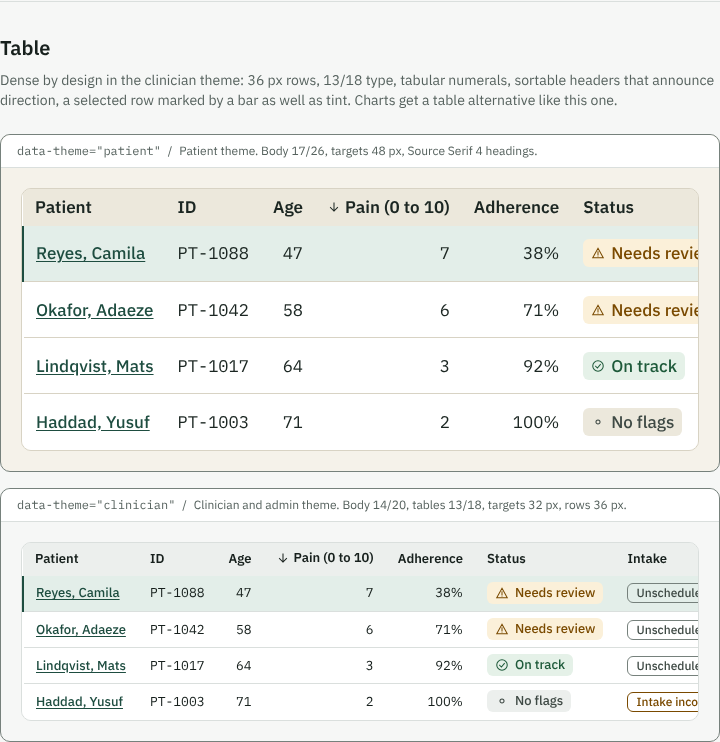 Table
Dense by design in the clinician theme: 36 px rows, 13/18 type, tabular numerals, sortable headers that announce
direction, a selected row marked by a bar as well as tint. Charts get a table alternative like this one.
data-theme="patient" / Patient theme. Body 17/26, targets 48 px, Source Serif 4 headings.
Patient ID Age ↓ Pain (0 to 10) Adherence Status
Reyes, Camila PT-1088 47 7 38% Needs revie
Okafor, Adaeze PT-1042 58 6 71% Needs revie
Lindqvist, Mats PT-1017 64 3 92% On track
Haddad, Yusuf PT-1003 71 2 100% No flags
data-theme="clinician" / Clinician and admin theme. Body 14/20, tables 13/18, targets 32 px, rows 36 px.
Patient ID Age ↓ Pain (0 to 10) Adherence Status Intake
Reyes, Camila PT-1088 47 7 38% Needs review Unschedule
Okafor, Adaeze PT-1042 58 6 71% Needs review Unschedule
Lindqvist, Mats PT-1017 64 3 92% On track Unschedule
Haddad, Yusuf PT-1003 71 2 100% No flags Intake inco